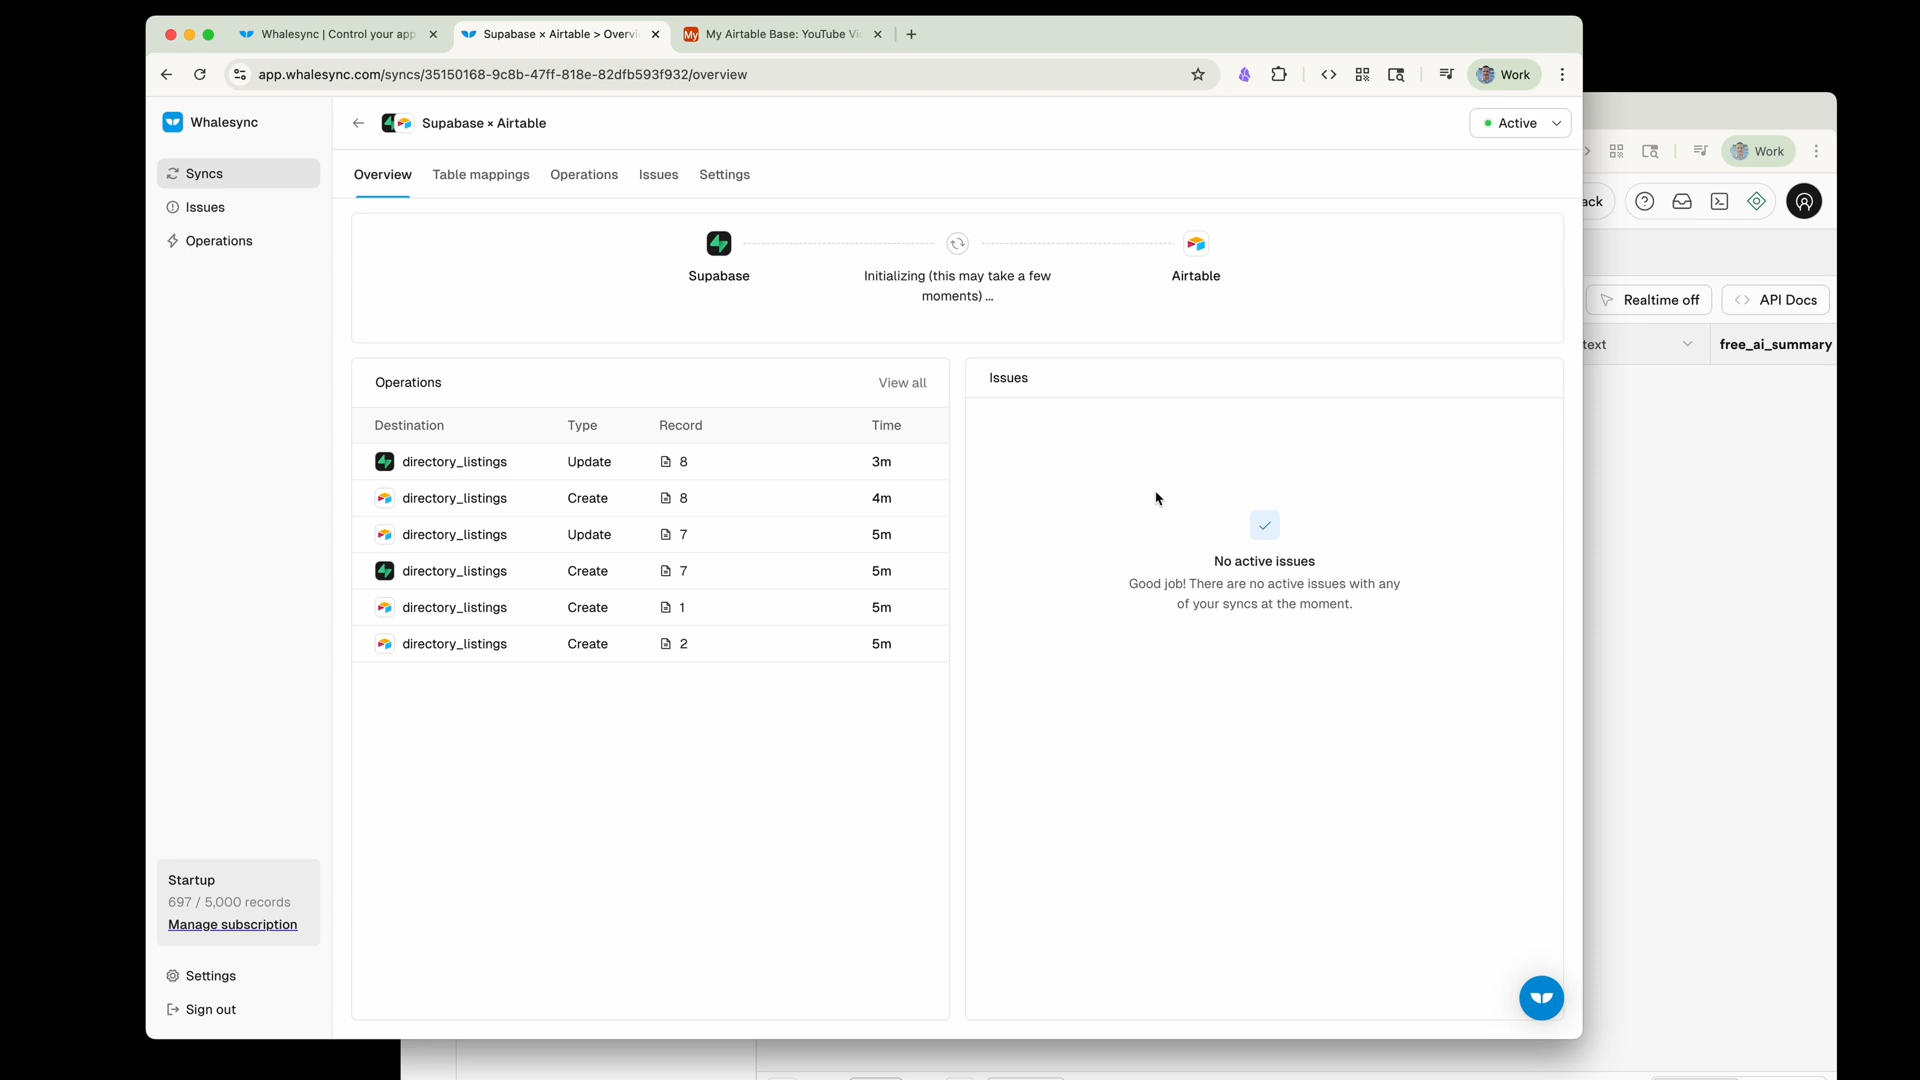 Whalesync | Control your app
Supabase × Airtable > Overvi
My
My Airtable Base: YouTube Vi
app.whalesync.com/syncs/35150168-9c8b-47ff-818e-82dfb593f932/overview
Work
Whalesync
Supabase × Airtable
Active
Syncs
Issues
Operations
Overview
Table mappings
Operations
Issues
Settings
Supabase
Initializing (this may take a few
moments) ...
Airtable
Operations
View all
Destination
Type
Record
Time
directory_listings
Update
8
3m
directory_listings
Create
8
4m
directory_listings
Update
7
5m
directory_listings
Create
7
5m
directory_listings
Create
1
5m
directory_listings
Create
2
5m
Issues
No active issues
Good job! There are no active issues with any
of your syncs at the moment.
Startup
697 / 5,000 records
Manage subscription
Settings
Sign out
Work
ack
Realtime off
API Docs
text
free_ai_summary